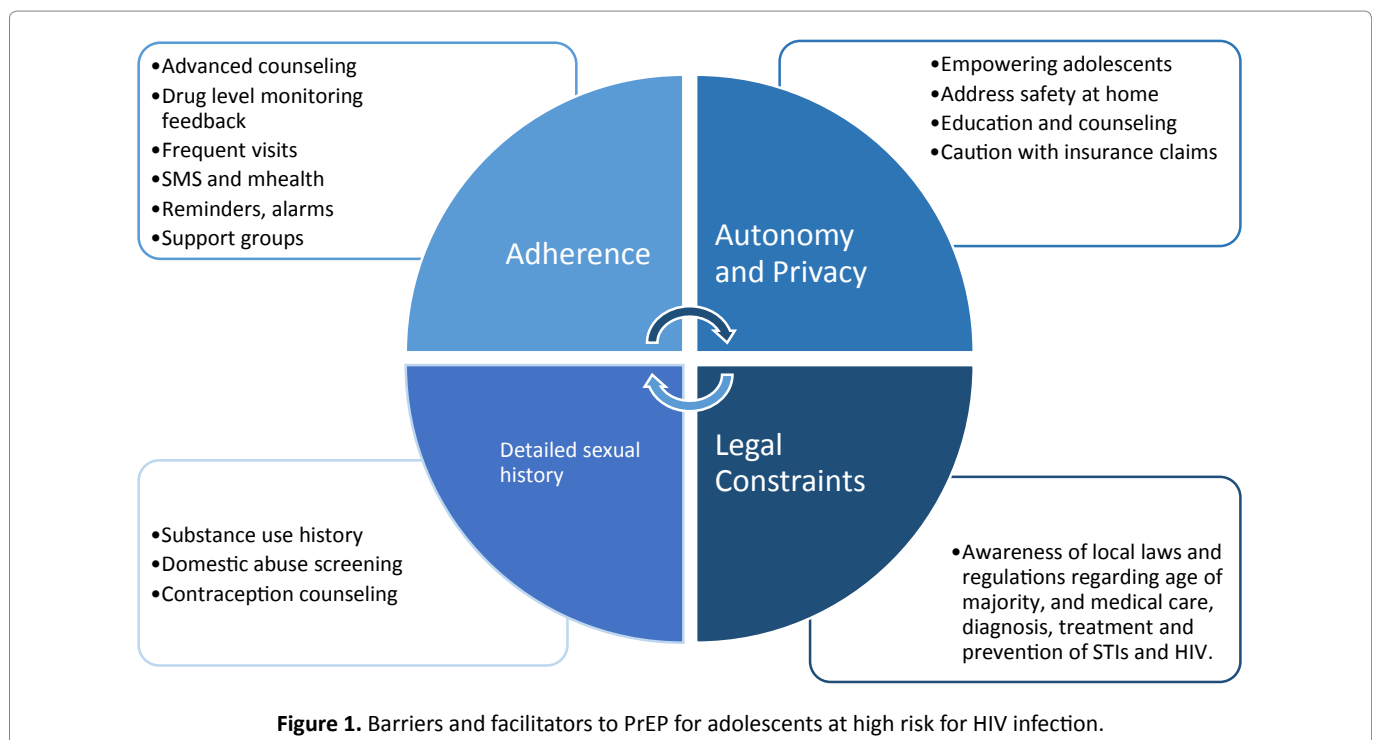 •Advanced counseling
•Drug level monitoring
feedback
•Frequent visits
•SMS and mhealth
•Reminders, alarms
•Support groups
•Empowering adolescents
•Address safety at home
•Education and counseling
•Caution with insurance claims
Adherence
Autonomy
and Privacy
Detailed sexual
history
Legal
Constraints
•Substance use history
•Domestic abuse screening
•Contraception counseling
•Awareness of local laws and
regulations regarding age of
majority, and medical care,
diagnosis, treatment and
prevention of STIs and HIV.
Figure 1. Barriers and facilitators to PrEP for adolescents at high risk for HIV infection.